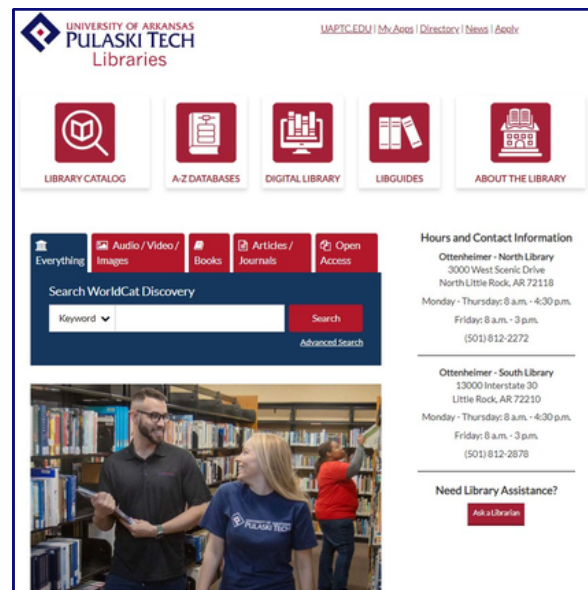 UNIVERSITY OF ARKANSAS
PULASKI TECH
Libraries
UAPTC.EDU | My Apps | Directory | News | Apply
LIBRARY CATALOG
A-Z DATABASES
DIGITAL LIBRARY
LIBGUIDES
ABOUT THE LIBRARY
Everything
Audio / Video /
Images
Books
Articles /
Journals
Open
Access
Search WorldCat Discovery
Keyword
Search
Advanced Search
Hours and Contact Information
Ottenheimer - North Library
3000 West Scenic Drive
North Little Rock, AR 72118
Monday - Thursday: 8 a.m. - 4:30 p.m.
Friday: 8 a.m. - 3 p.m.
(501) 812-2272
Ottenheimer - South Library
13000 Interstate 30
Little Rock, AR 72210
Monday - Thursday: 8 a.m. - 4:30 p.m.
Friday: 8 a.m. - 3 p.m.
(501) 812-2878
Need Library Assistance?
Ask a Librarian
UNIVERSITY OF ARKANSAS
PULASKI TECH